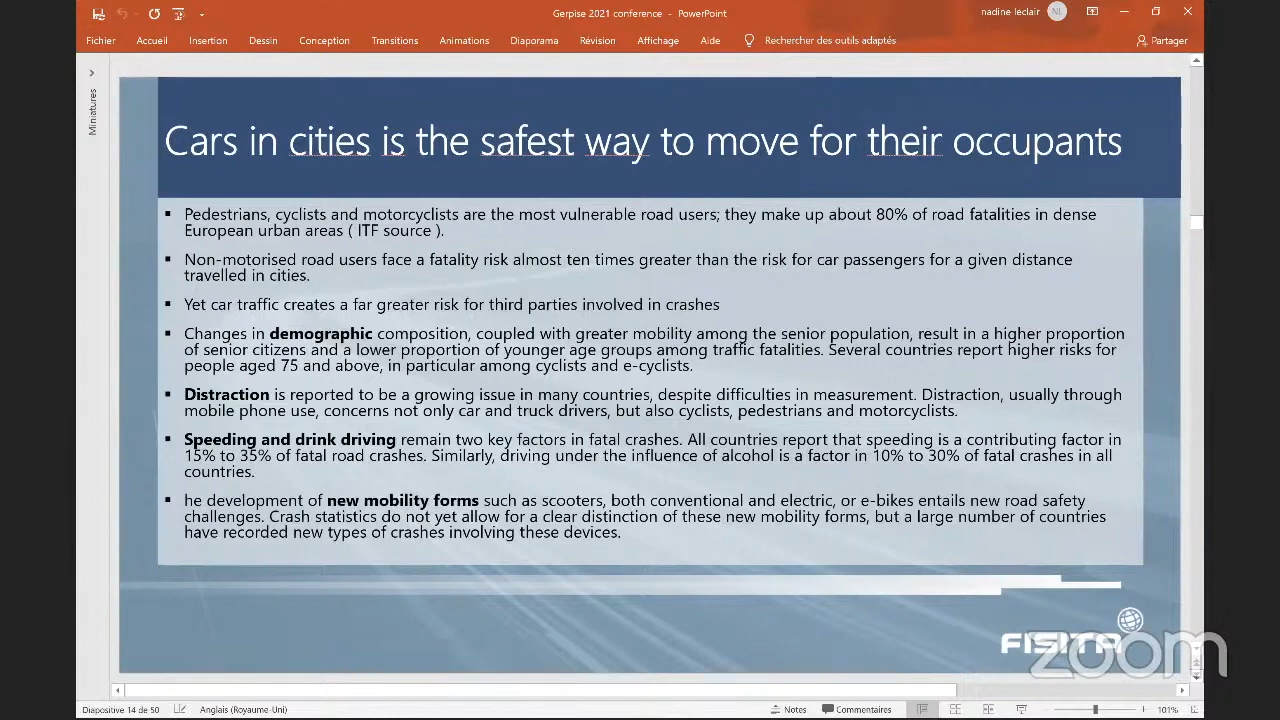 Gerpise 2021 conference - PowerPoint
nadine leclair
NL
Fichier Accueil Insertion Dessin Conception Transitions Animations Diaporama Révision Affichage Aide Rechercher des outils adaptés Partager
Miniatures
Cars in cities is the safest way to move for their occupants
▪ Pedestrians, cyclists and motorcyclists are the most vulnerable road users; they make up about 80% of road fatalities in dense
European urban areas ( ITF source ).
▪ Non-motorised road users face a fatality risk almost ten times greater than the risk for car passengers for a given distance
travelled in cities.
▪ Yet car traffic creates a far greater risk for third parties involved in crashes
▪ Changes in demographic composition, coupled with greater mobility among the senior population, result in a higher proportion
of senior citizens and a lower proportion of younger age groups among traffic fatalities. Several countries report higher risks for
people aged 75 and above, in particular among cyclists and e-cyclists.
▪ Distraction is reported to be a growing issue in many countries, despite difficulties in measurement. Distraction, usually through
mobile phone use, concerns not only car and truck drivers, but also cyclists, pedestrians and motorcyclists.
▪ Speeding and drink driving remain two key factors in fatal crashes. All countries report that speeding is a contributing factor in
15% to 35% of fatal road crashes. Similarly, driving under the influence of alcohol is a factor in 10% to 30% of fatal crashes in all
countries.
▪ he development of new mobility forms such as scooters, both conventional and electric, or e-bikes entails new road safety
challenges. Crash statistics do not yet allow for a clear distinction of these new mobility forms, but a large number of countries
have recorded new types of crashes involving these devices.
FISITA
zoom
Diapositive 14 de 50 Anglais (Royaume-Uni) Notes Commentaires 101%